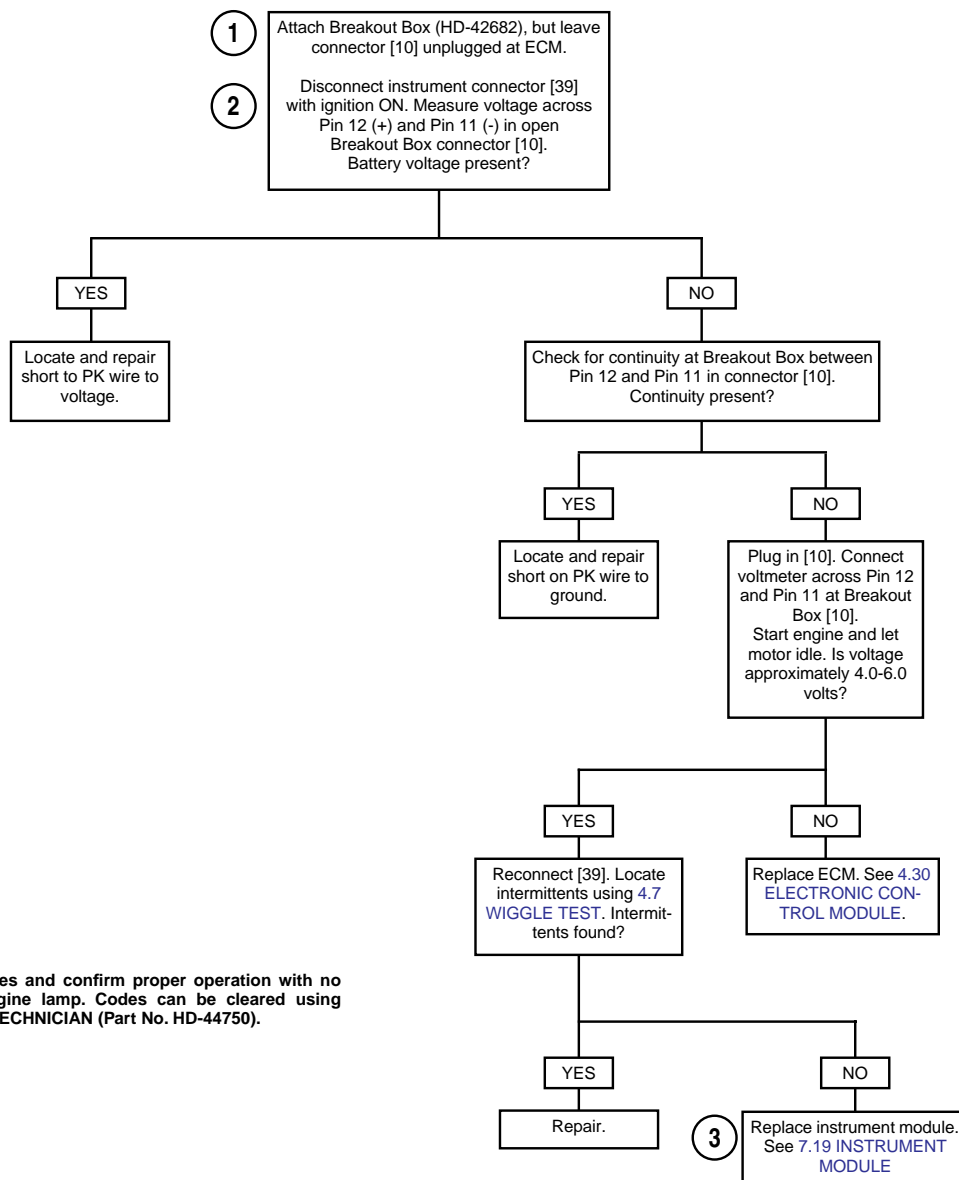 1
Attach Breakout Box (HD-42682), but leave
connector [10] unplugged at ECM.
2
Disconnect instrument connector [39]
with ignition ON. Measure voltage across
Pin 12 (+) and Pin 11 (-) in open
Breakout Box connector [10].
Battery voltage present?
YES
NO
Locate and repair
short to PK wire to
voltage.
Check for continuity at Breakout Box between
Pin 12 and Pin 11 in connector [10].
Continuity present?
YES
NO
Locate and repair
short on PK wire to
ground.
Plug in [10]. Connect
voltmeter across Pin 12
and Pin 11 at Breakout
Box [10].
Start engine and let
motor idle. Is voltage
approximately 4.0-6.0
volts?
YES
NO
Reconnect [39]. Locate
intermittents using 4.7
WIGGLE TEST. Intermit-
tents found?
Replace ECM. See 4.30
ELECTRONIC CON-
TROL MODULE.
es and confirm proper operation with no
gine lamp. Codes can be cleared using
ECHNICIAN (Part No. HD-44750).
YES
NO
Repair.
3
Replace instrument module.
See 7.19 INSTRUMENT
MODULE